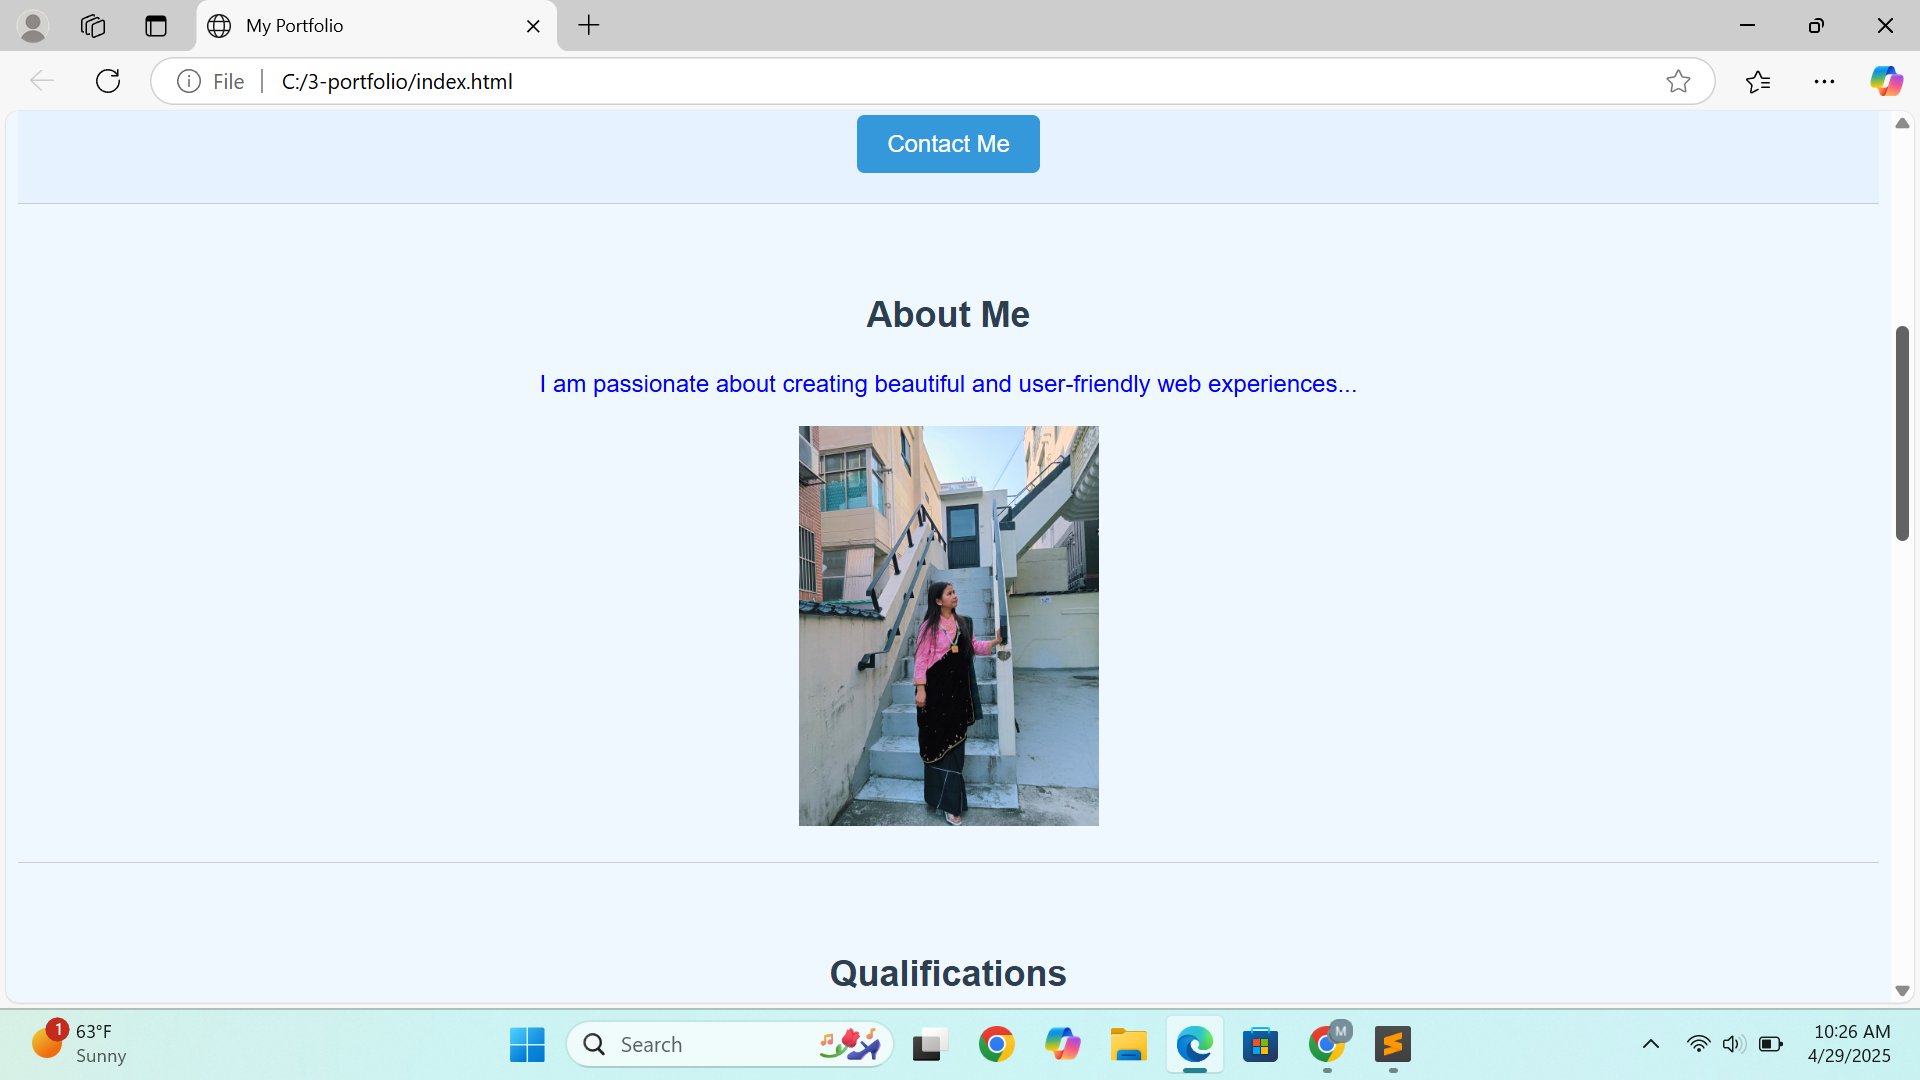 My Portfolio
File
C:/3-portfolio/index.html
Contact Me
About Me
I am passionate about creating beautiful and user-friendly web experiences...
Qualifications
1
63°F
Sunny
Search
M
10:26 AM
4/29/2025